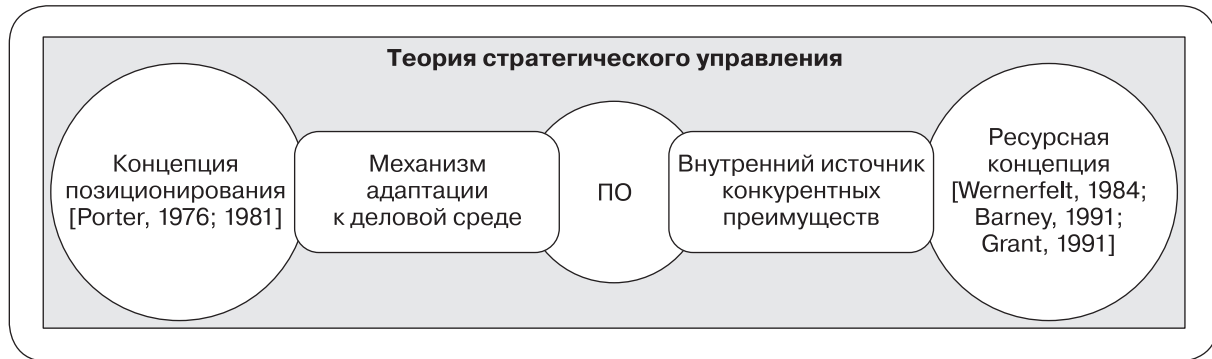 Теория стратегического управления
Концепция
позиционирования
[Porter, 1976; 1981]
Механизм
адаптации
к деловой среде
ПО
Внутренний источник
конкурентных
преимуществ
Ресурсная
концепция
[Wernerfelt, 1984;
Barney, 1991;
Grant, 1991]